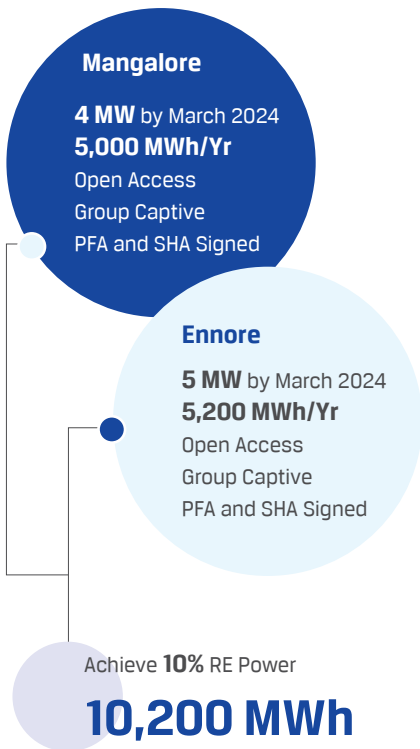 Mangalore
4 MW by March 2024
5,000 MWh/Yr
Open Access
Group Captive
PFA and SHA Signed
Ennore
5 MW by March 2024
5,200 MWh/Yr
Open Access
Group Captive
PFA and SHA Signed
Achieve 10% RE Power
10,200 MWh